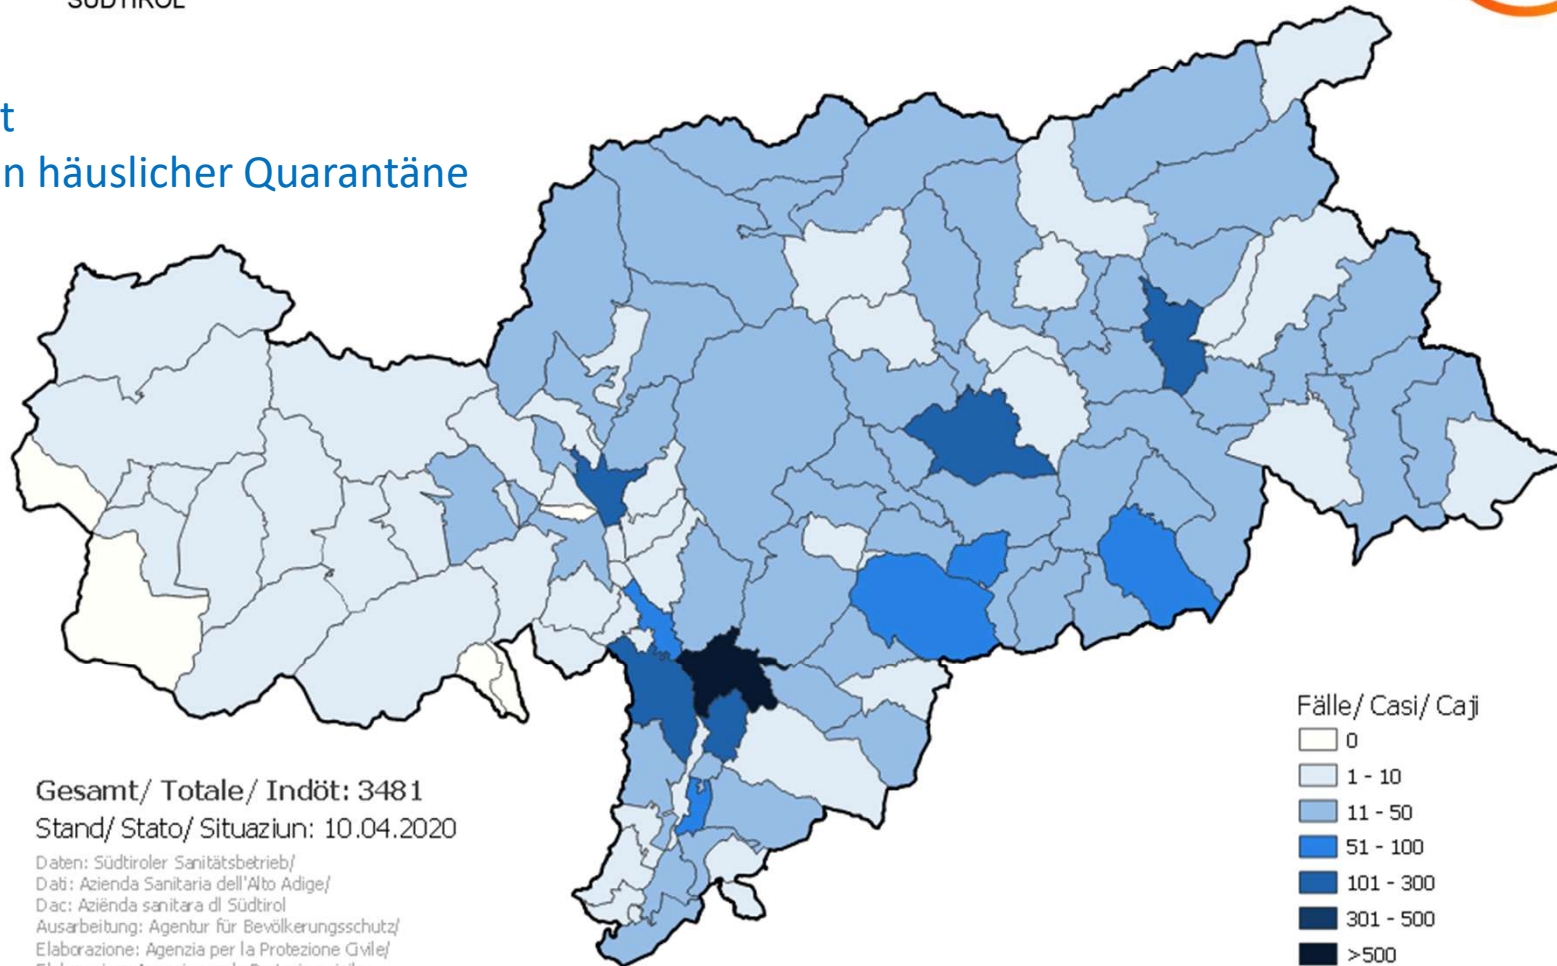 SÜDTIROL
t
n häuslicher Quarantäne
Gesamt/ Totale/ Indöt: 3481
Stand/ Stato/ Situaziun: 10.04.2020
Daten: Südtiroler Sanitätsbetrieb/
Dati: Azienda Sanitaria dell'Alto Adige/
Dac: Aziënda sanitara dl Südtirol
Ausarbeitung: Agentur für Bevölkerungsschutz/
Elaborazione: Agenzia per la Protezione Civile/
Fälle/ Casi/ Caji
0
1 - 10
11 - 50
51 - 100
101 - 300
301 - 500
>500